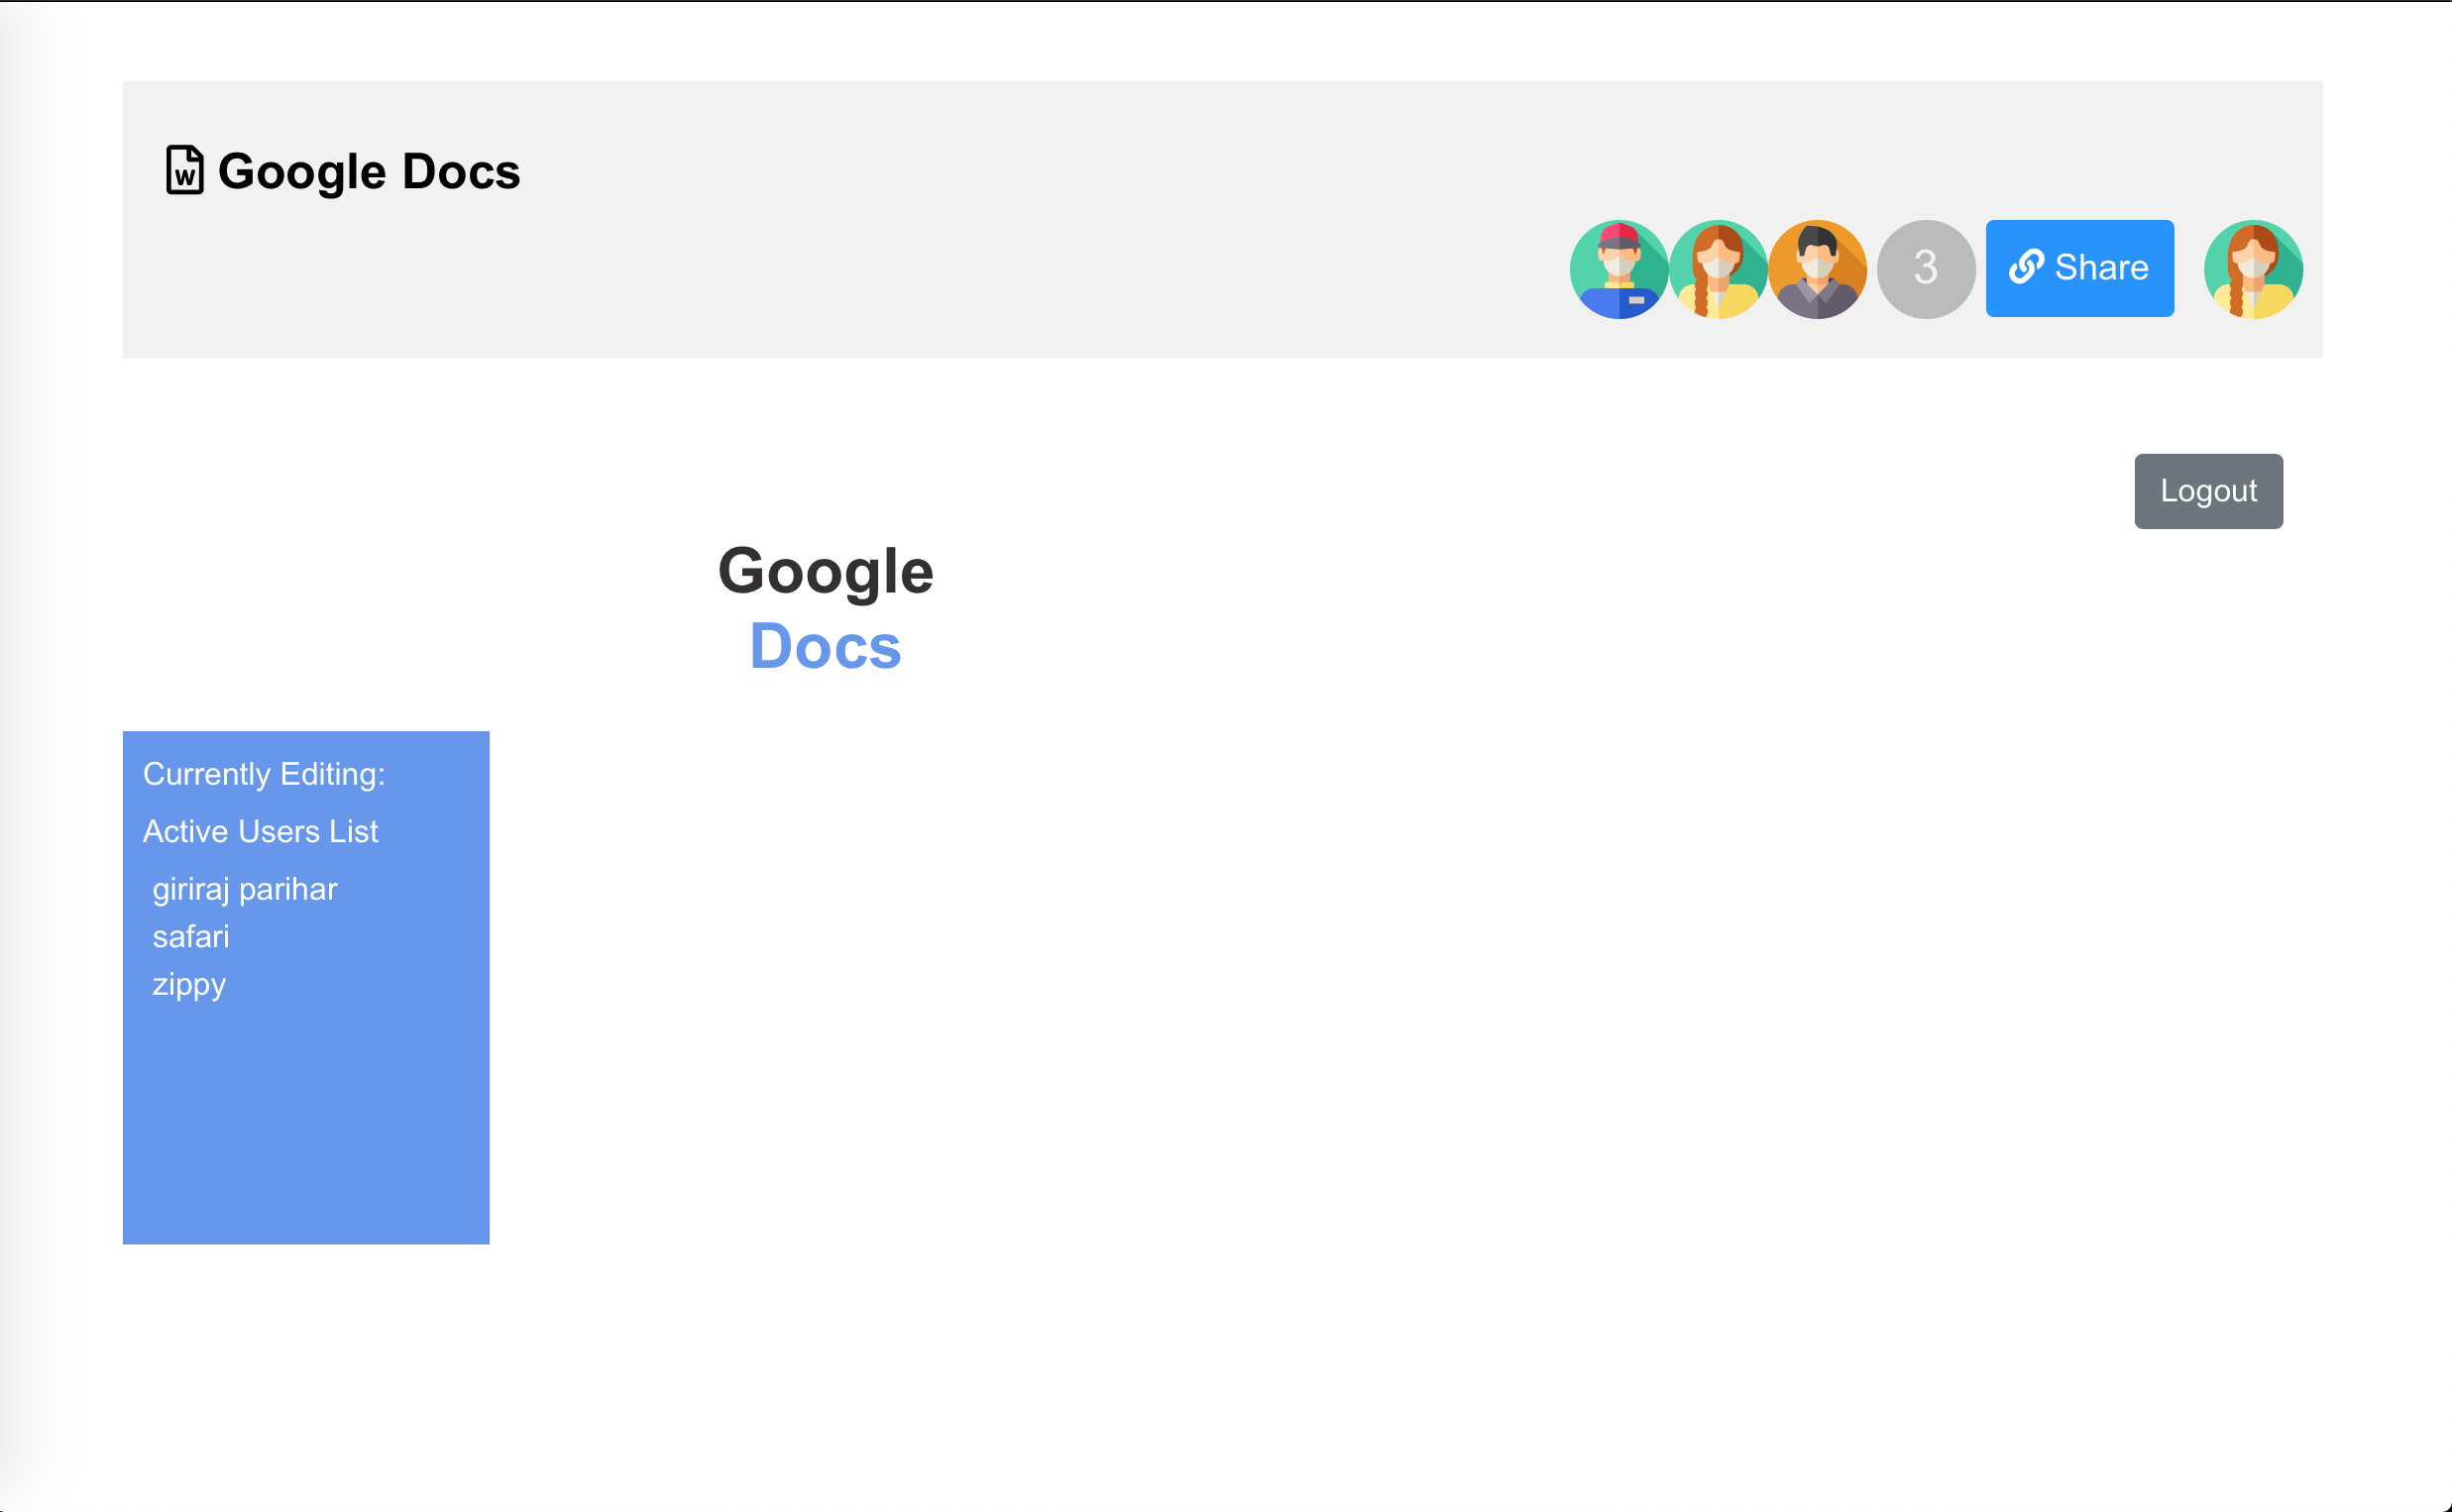 W Google Docs
3
Share
Logout
Google
Docs
Currently Editing:
Active Users List
giriraj parihar
safari
zippy